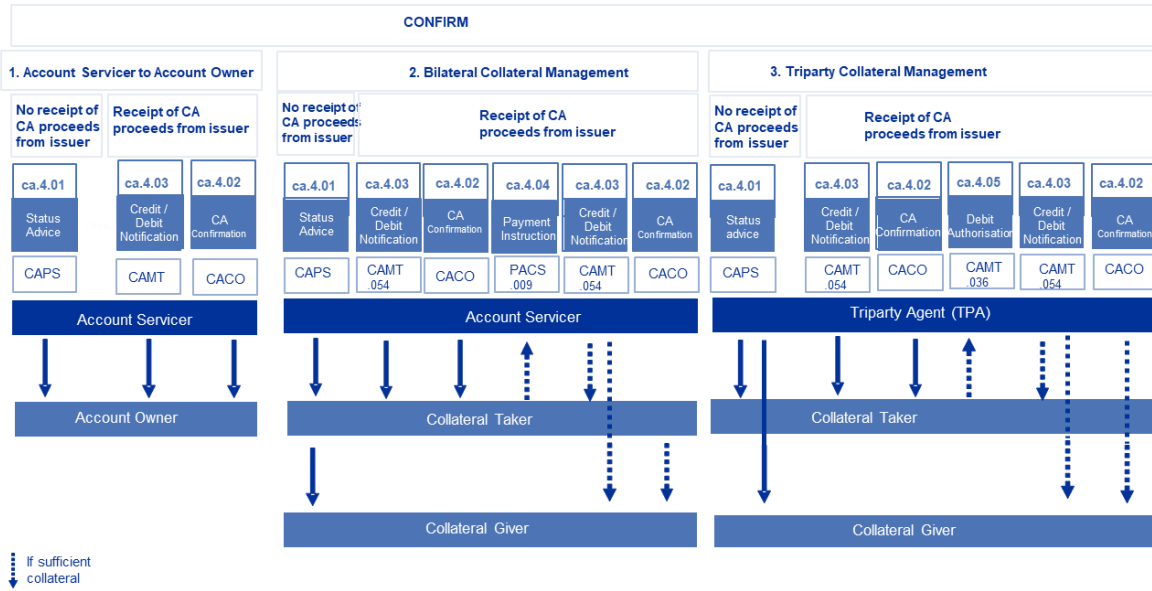 CONFIRM
1. Account Servicer to Account Owner
2. Bilateral Collateral Management
3. Triparty Collateral Management
No receipt of
CA proceeds
from issuer
Receipt of CA
proceeds from issuer
No receipt of
CA proceeds
from issuer
Receipt of CA
proceeds from issuer
No receipt of
CA proceeds
from issuer
Receipt of CA
proceeds from issuer
ca.4.01
ca.4.03
ca.4.02
ca.4.01
ca.4.03
ca.4.02
ca.4.04
ca.4.03
ca.4.02
ca.4.01
ca.4.03
ca.4.02
ca.4.05
ca.4.03
ca.4.02
Status
Advice
Credit /
Debit
Notification
CA
Confirmation
Status
Advice
Credit /
Debit
Notification
CA
Confirmation
Payment
Instruction
Credit /
Debit
Notification
CA
Confirmation
Status
advice
Credit /
Debit
Notification
CA
Confirmation
Debit
Authorisation
Credit /
Debit
Notification
CA
Confirmation
CAPS
CAMT
CACO
CAPS
CAMT
.054
CACO
PACS
.009
CAMT
.054
CACO
CAPS
CAMT
.054
CACO
CAMT
.036
CAMT
.054
CACO
Account Servicer
Account Servicer
Triparty Agent (TPA)
Account Owner
Collateral Taker
Collateral Taker
Collateral Giver
Collateral Giver
If sufficient
collateral